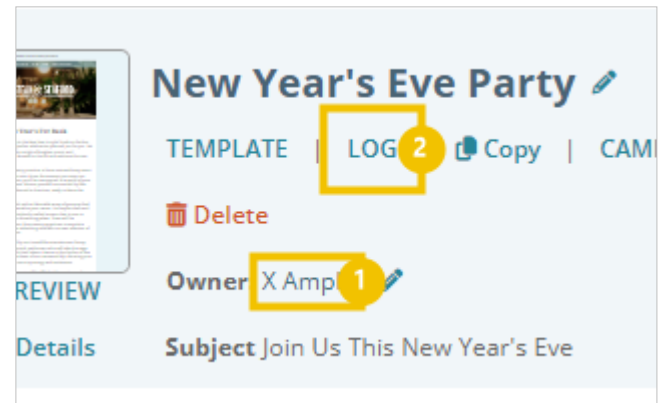 New Year's Eve Party
TEMPLATE | LOG 2 Copy | CAM
Delete
Owner X Amp 1
REVIEW
Details Subject Join Us This New Year's Eve